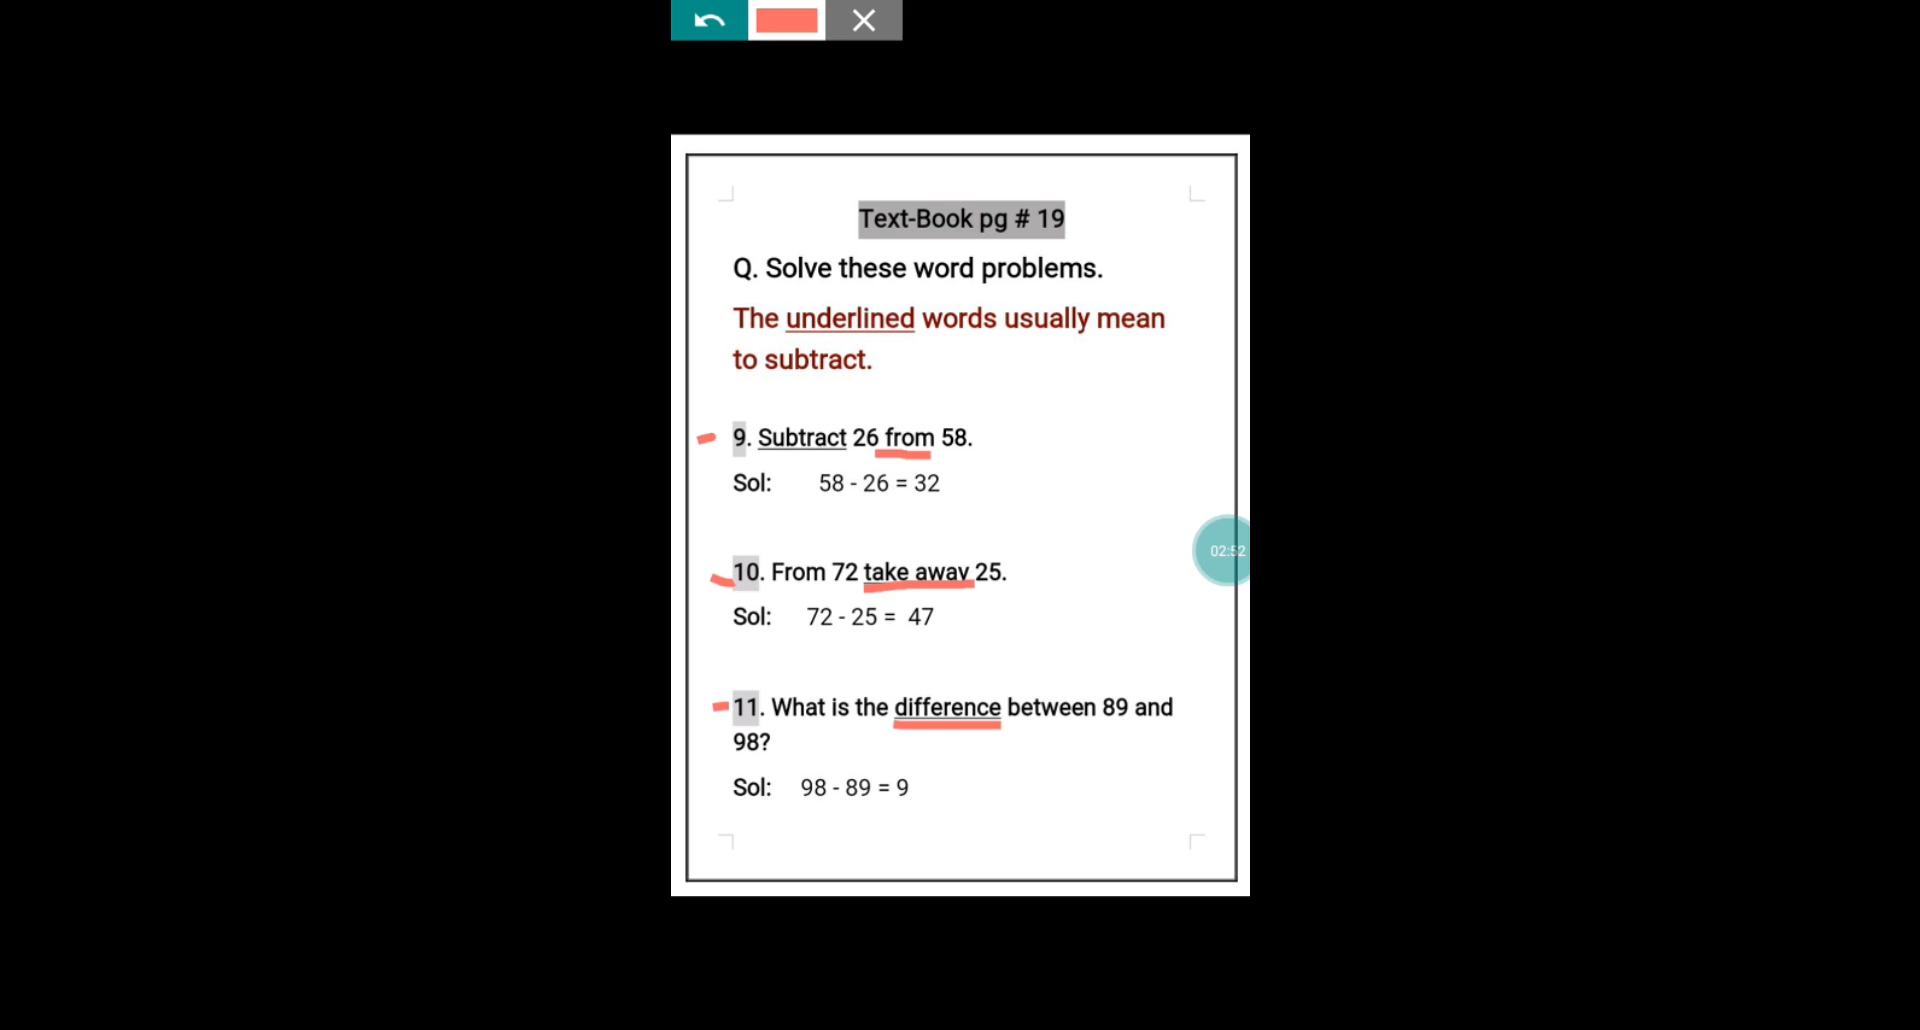 Text-Book pg # 19
Q. Solve these word problems.
The underlined words usually mean
to subtract.
9. Subtract 26 from 58.
Sol: 58 - 26 = 32
02:52
10. From 72 take away 25.
Sol: 72 - 25 = 47
11. What is the difference between 89 and
98?
Sol: 98 - 89 = 9